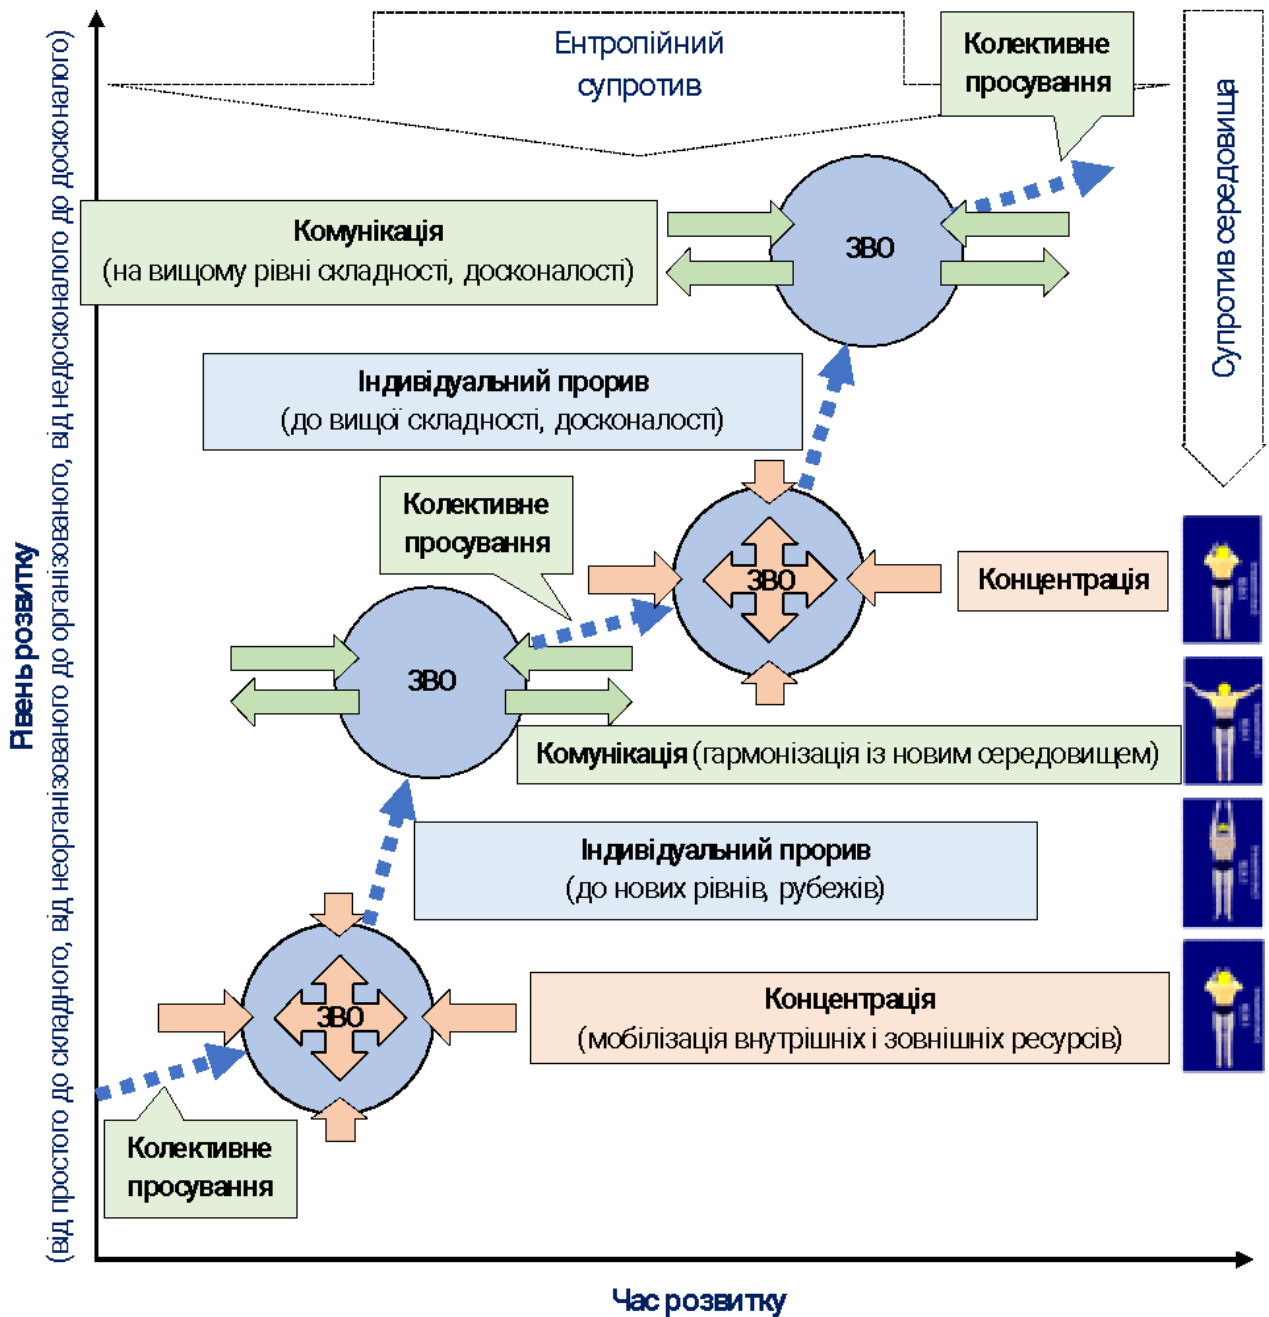 Ентропійний
супротив
Колективне
просування
Супротив середовища
Комунікація
(на вищому рівні складності, досконалості)
ЗВО
Індивідуальний прорив
(до вищої складності, досконалості)
Колективне
просування
ЗВО
Концентрація
ЗВО
Комунікація (гармонізація із новим середовищем)
Індивідуальний прорив
(до нових рівнів, рубежів)
ЗВО
Концентрація
(мобілізація внутрішніх і зовнішніх ресурсів)
Колективне
просування
Рівень розвитку
(від простого до складного, від неорганізованого до організованого, від недосконалого до досконалого)
Час розвитку